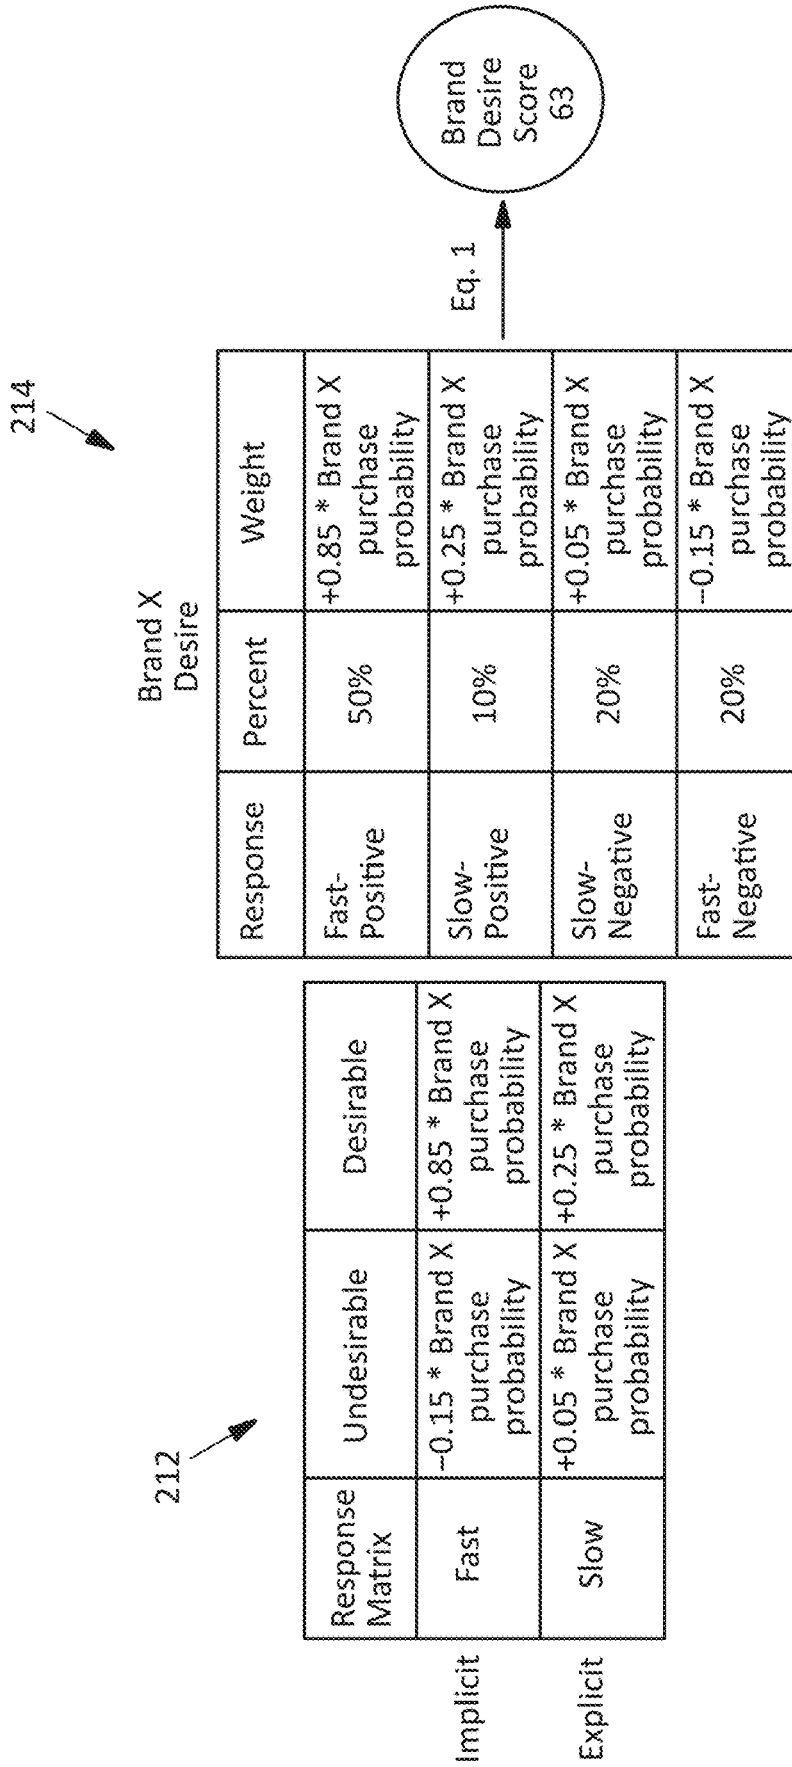 212
Response
Matrix
Undesirable
Desirable
Implicit
Fast
−0.15 * Brand X
purchase
probability
+0.85 * Brand X
purchase
probability
Explicit
Slow
+0.05 * Brand X
purchase
probability
+0.25 * Brand X
purchase
probability
214
Brand X
Desire
Response
Percent
Weight
Fast-
Positive
50%
+0.85 * Brand X
purchase
probability
Slow-
Positive
10%
+0.25 * Brand X
purchase
probability
Slow-
Negative
20%
+0.05 * Brand X
purchase
probability
Fast-
Negative
20%
−0.15 * Brand X
purchase
probability
Eq. 1
Brand
Desire
Score
63